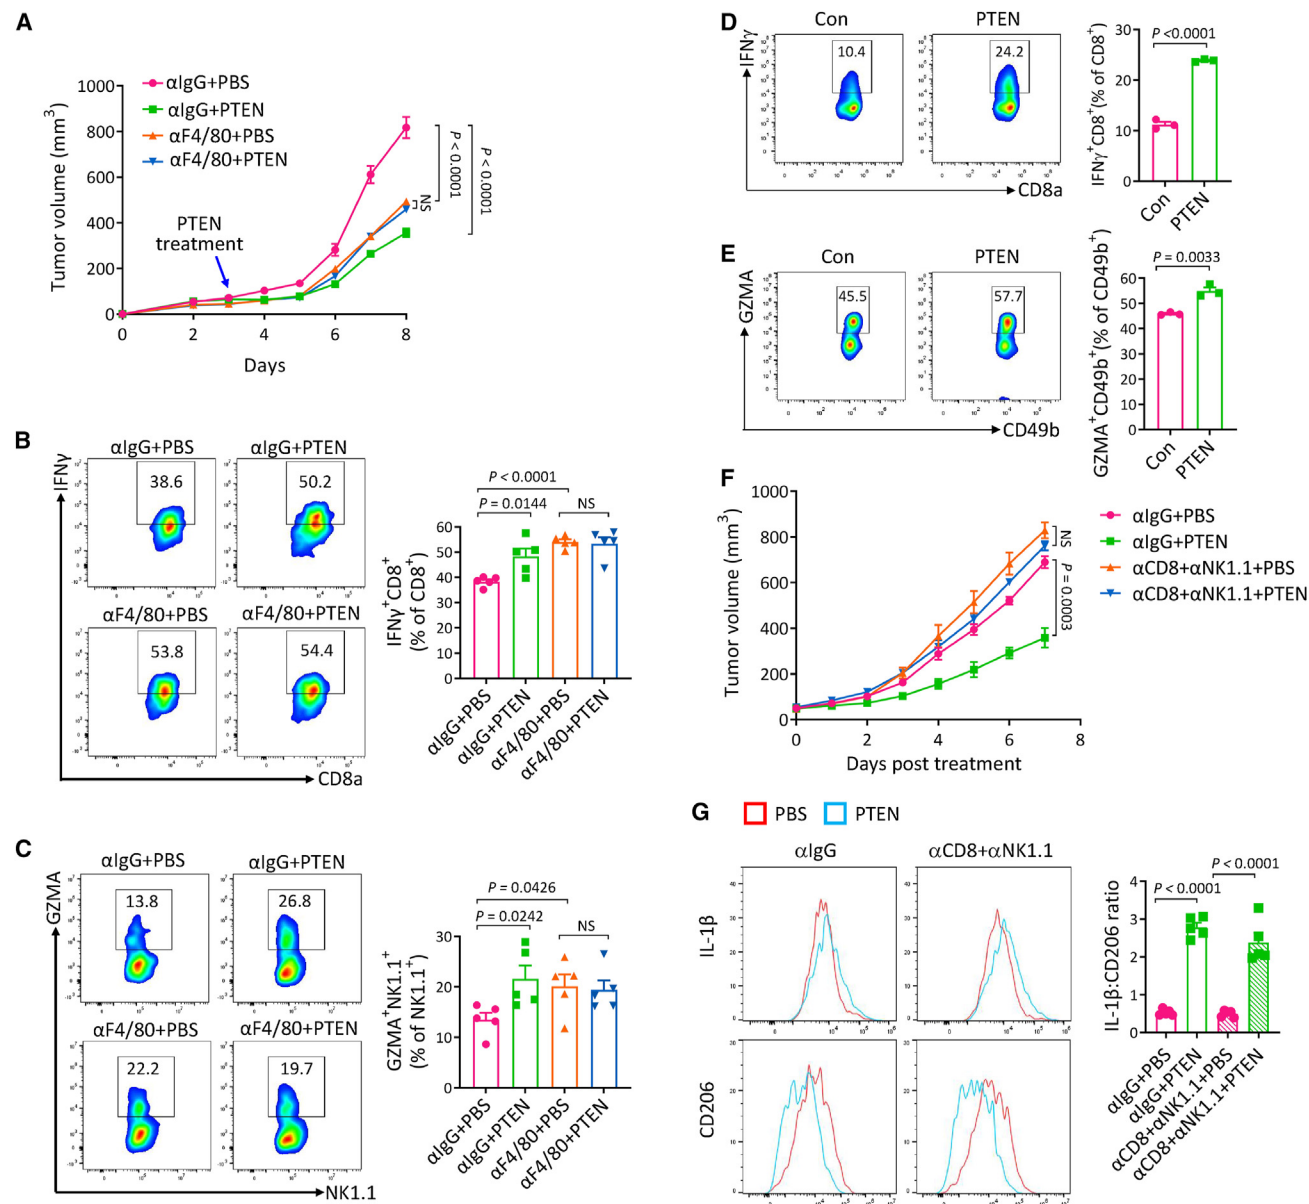 A
αIgG+PBS
αIgG+PTEN
αF4/80+PBS
αF4/80+PTEN
Tumor volume (mm³)
1000
800
600
400
200
0
PTEN
treatment
0 2 4 6 8
Days
NS
P < 0.0001
P < 0.0001
B
αIgG+PBS αIgG+PTEN
IFNγ
38.6 50.2
αF4/80+PBS αF4/80+PTEN
53.8 54.4
CD8a
P < 0.0001
P = 0.0144 NS
IFNγ⁺CD8⁺
(% of CD8⁺)
60
50
40
30
20
10
0
αIgG+PBS
αIgG+PTEN
αF4/80+PBS
αF4/80+PTEN
C
αIgG+PBS αIgG+PTEN
GZMA
13.8 26.8
αF4/80+PBS αF4/80+PTEN
22.2 19.7
NK1.1
P = 0.0426
P = 0.0242 NS
GZMA⁺NK1.1⁺
(% of NK1.1⁺)
30
20
10
0
αIgG+PBS
αIgG+PTEN
αF4/80+PBS
αF4/80+PTEN
D
Con PTEN
IFNγ
10.4 24.2
CD8a
P <0.0001
IFNγ⁺CD8⁺(% of CD8⁺)
30
20
10
0
Con
PTEN
E
Con PTEN
GZMA
45.5 57.7
CD49b
P = 0.0033
GZMA⁺CD49b⁺(% of CD49b⁺)
60
50
40
30
20
10
0
Con
PTEN
F
Tumor volume (mm³)
1000
800
600
400
200
0
0 2 4 6 8
Days post treatment
NS
P = 0.0003
αIgG+PBS
αIgG+PTEN
αCD8+αNK1.1+PBS
αCD8+αNK1.1+PTEN
G
PBS PTEN
αIgG αCD8+αNK1.1
IL-1β
CD206
P < 0.0001
P < 0.0001
IL-1β:CD206 ratio
4
3
2
1
0
αIgG+PBS
αIgG+PTEN
αCD8+αNK1.1+PBS
αCD8+αNK1.1+PTEN